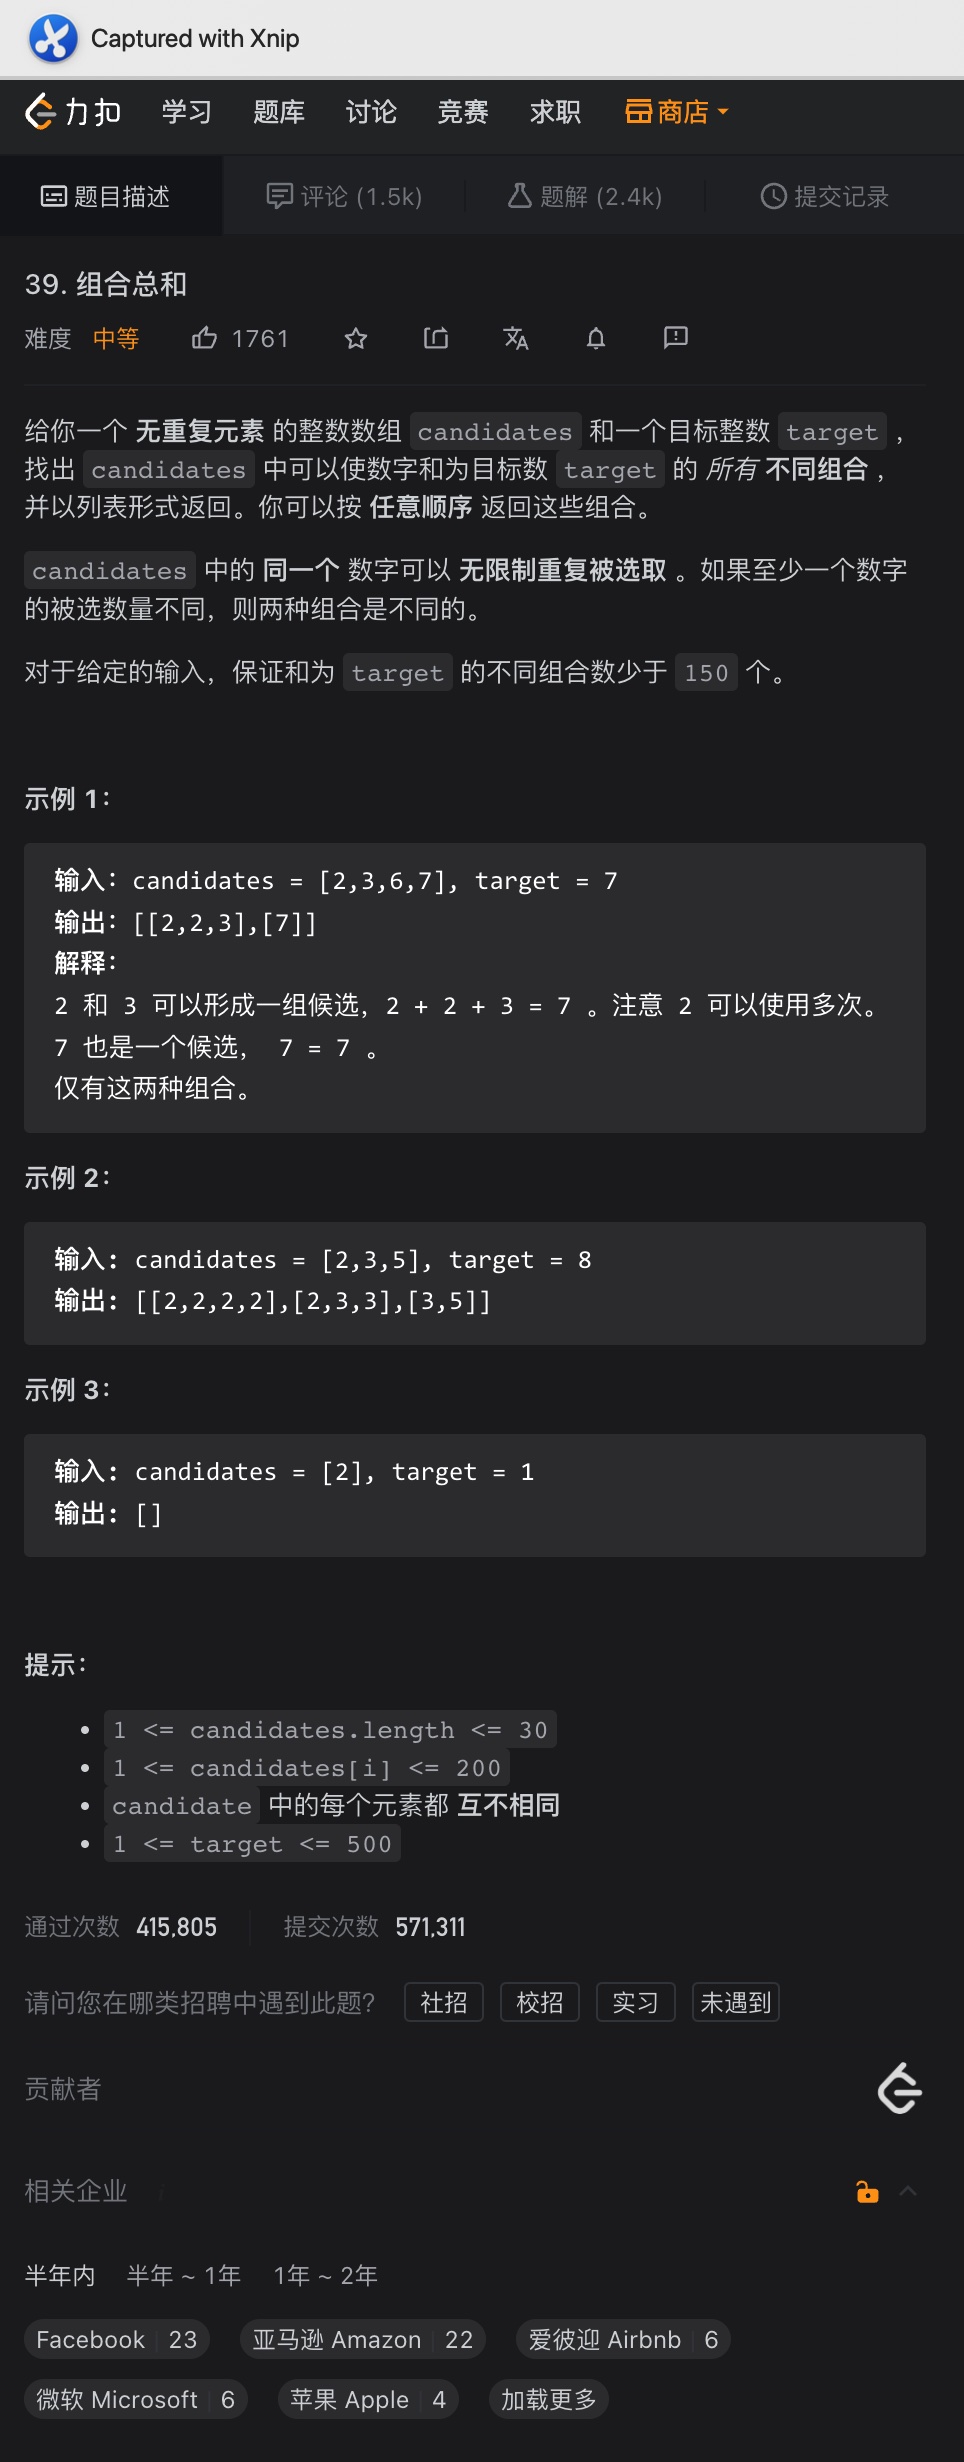 Captured with Xnip
力扣 学习 题库 讨论 竞赛 求职 商店
题目描述 评论 (1.5k) 题解 (2.4k) 提交记录
39. 组合总和
难度 中等 1761
给你一个 无重复元素 的整数数组 candidates 和一个目标整数 target ，
找出 candidates 中可以使数字和为目标数 target 的 所有 不同组合 ，
并以列表形式返回。你可以按 任意顺序 返回这些组合。
candidates 中的 同一个 数字可以 无限制重复被选取 。如果至少一个数字
的被选数量不同，则两种组合是不同的。
对于给定的输入，保证和为 target 的不同组合数少于 150 个。
示例 1：
输入：candidates = [2,3,6,7], target = 7
输出：[[2,2,3],[7]]
解释：
2 和 3 可以形成一组候选，2 + 2 + 3 = 7 。注意 2 可以使用多次。
7 也是一个候选， 7 = 7 。
仅有这两种组合。
示例 2：
输入: candidates = [2,3,5], target = 8
输出: [[2,2,2,2],[2,3,3],[3,5]]
示例 3：
输入: candidates = [2], target = 1
输出: []
提示：
• 1 <= candidates.length <= 30
• 1 <= candidates[i] <= 200
• candidate 中的每个元素都 互不相同
• 1 <= target <= 500
通过次数 415,805 提交次数 571,311
请问您在哪类招聘中遇到此题? 社招 校招 实习 未遇到
贡献者
相关企业 i
半年内 半年 ~ 1年 1年 ~ 2年
Facebook 23 亚马逊 Amazon 22 爱彼迎 Airbnb 6
微软 Microsoft 6 苹果 Apple 4 加载更多